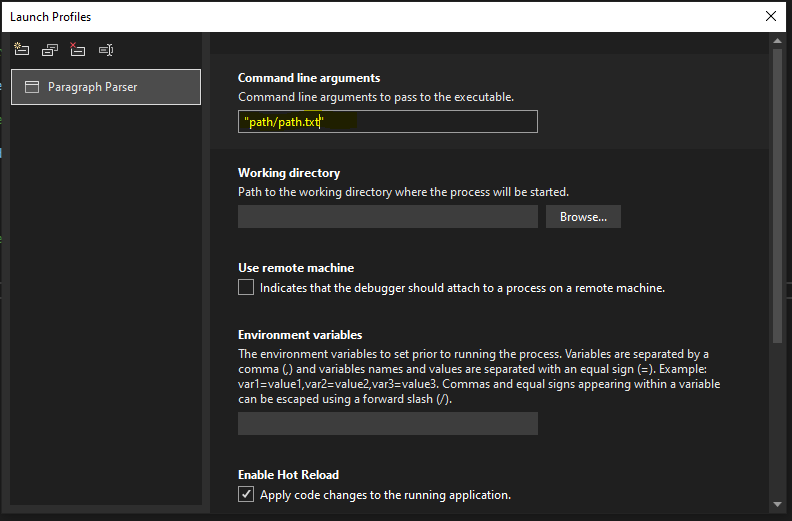 Launch Profiles
Paragraph Parser
Command line arguments
Command line arguments to pass to the executable.
"path/path.txt"
Working directory
Path to the working directory where the process will be started.
Browse...
Use remote machine
Indicates that the debugger should attach to a process on a remote machine.
Environment variables
The environment variables to set prior to running the process. Variables are separated by a
comma (,) and variables names and values are separated with an equal sign (=). Example:
var1=value1,var2=value2,var3=value3. Commas and equal signs appearing within a variable
can be escaped using a forward slash (/).
Enable Hot Reload
Apply code changes to the running application.